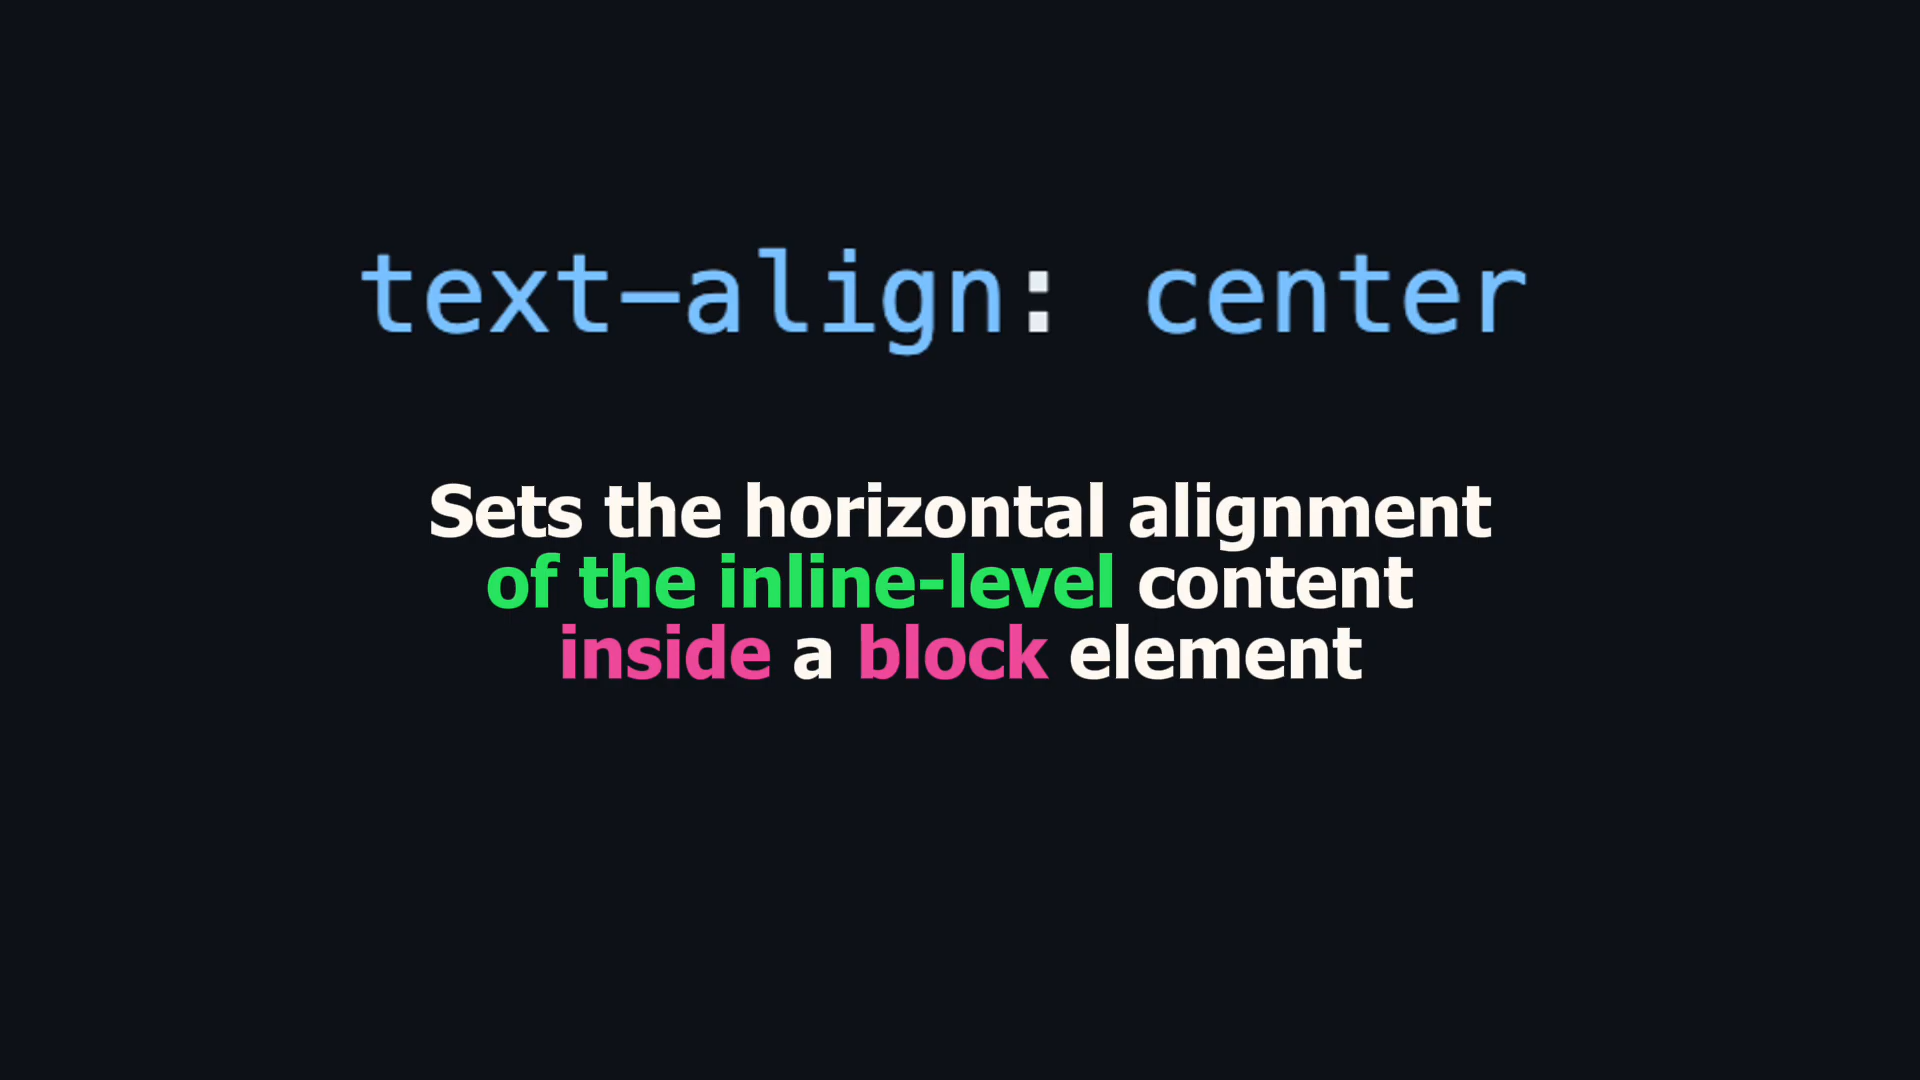 text-align: center
Sets the horizontal alignment
of the inline-level content
inside a block element